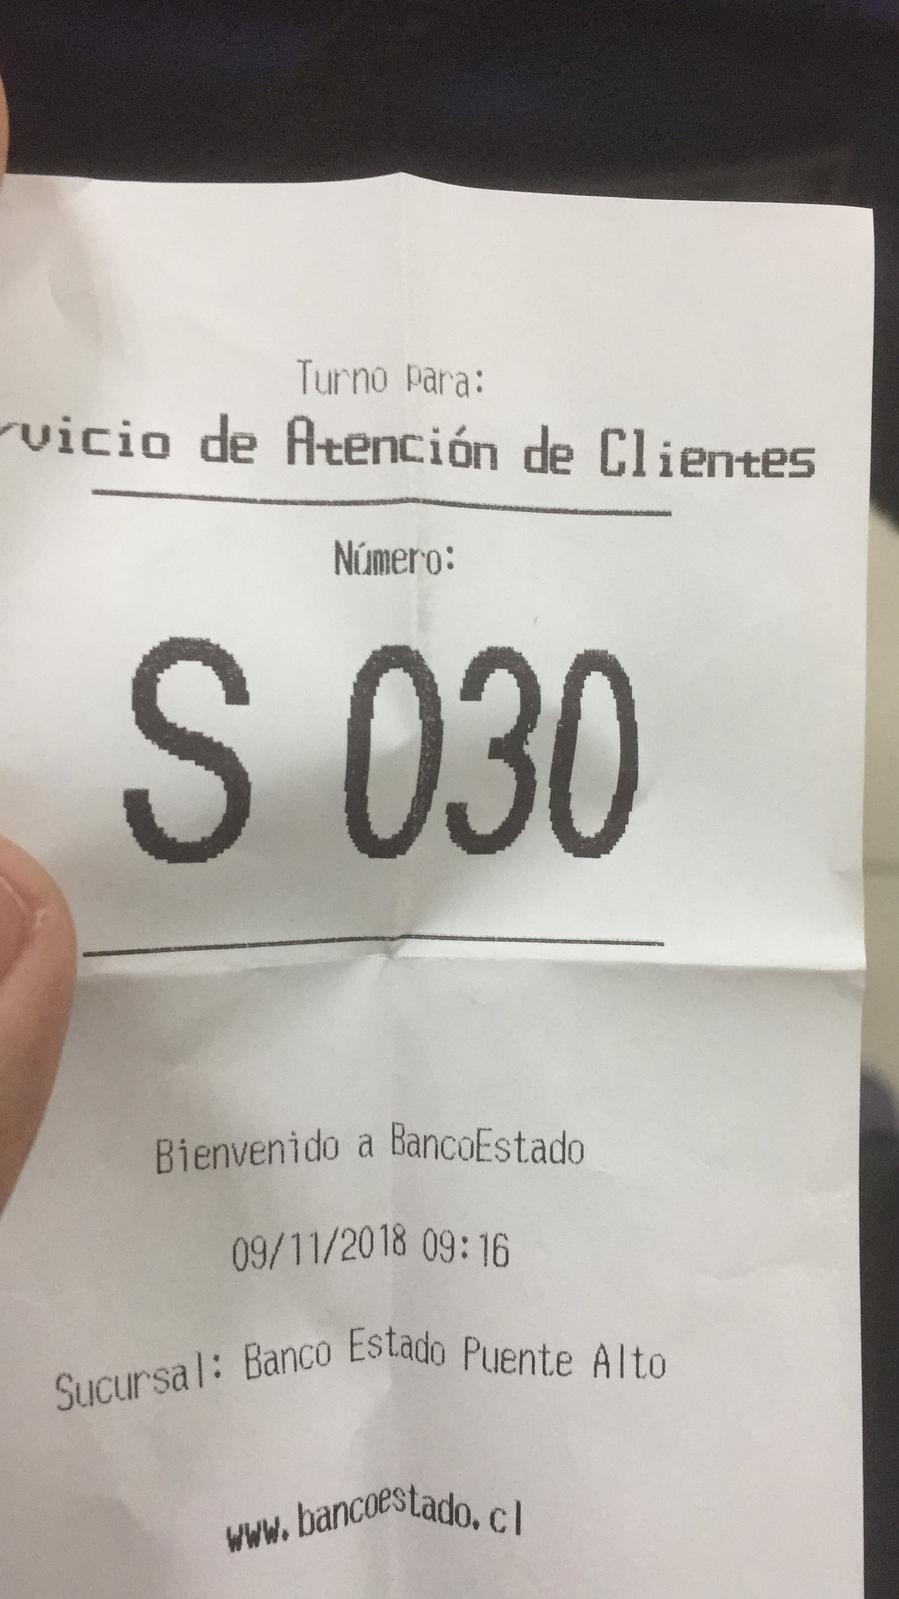 Turno para:
rvicio de Atención de Clientes
Número:
S 030
Bienvenido a BancoEstado
09/11/2018 09:16
Sucursal: Banco Estado Puente Alto
www.bancoestado.cl